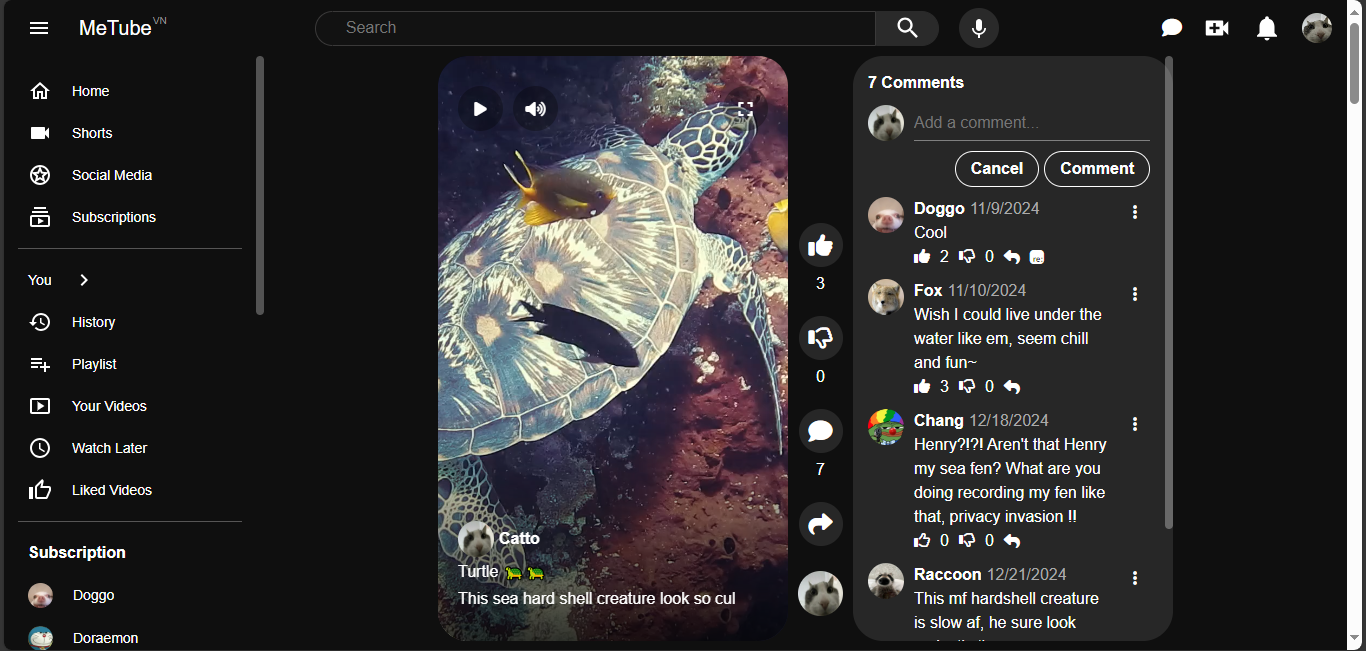 MeTube VN
Search
Home
Shorts
Social Media
Subscriptions
You
History
Playlist
Your Videos
Watch Later
Liked Videos
Subscription
Doggo
Doraemon
Catto
Turtle 🐢🐢
This sea hard shell creature look so cul
3
0
7
7 Comments
Add a comment...
Cancel
Comment
Doggo 11/9/2024
Cool
2 0 re:
Fox 11/10/2024
Wish I could live under the
water like em, seem chill
and fun~
3 0
Chang 12/18/2024
Henry?!?! Aren't that Henry
my sea fen? What are you
doing recording my fen like
that, privacy invasion !!
0 0
Raccoon 12/21/2024
This mf hardshell creature
is slow af, he sure look